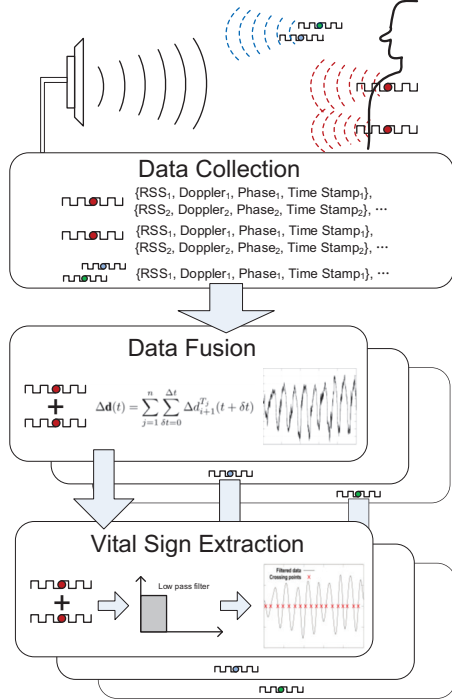 Data Collection
{RSS₁, Doppler₁, Phase₁, Time Stamp₁},
{RSS₂, Doppler₂, Phase₂, Time Stamp₂}, ···
{RSS₁, Doppler₁, Phase₁, Time Stamp₁},
{RSS₂, Doppler₂, Phase₂, Time Stamp₂}, ···
{RSS₁, Doppler₁, Phase₁, Time Stamp₁}, ···
Data Fusion
+ Δd(t) = ∑_{j=1}^{n} ∑_{δt=0}^{Δt} Δd_{i+1}^{T_j}(t + δt)
Vital Sign Extraction
Low pass filter
Filtered data
Crossing points ×
+